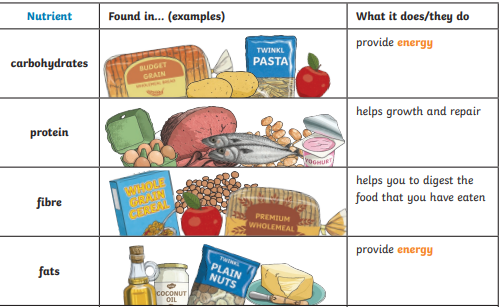 Nutrient
Found in... (examples)
What it does/they do
carbohydrates
BUDGET
GRAIN
WHOLEMEAL BREAD
TWINKL
PASTA
provide energy
protein
YOGHURT
helps growth and repair
fibre
WHOLE
GRAIN
CEREAL
PREMIUM
WHOLEMEAL
helps you to digest the
food that you have eaten
fats
COCONUT
OIL
TWINKL
PLAIN
NUTS
provide energy